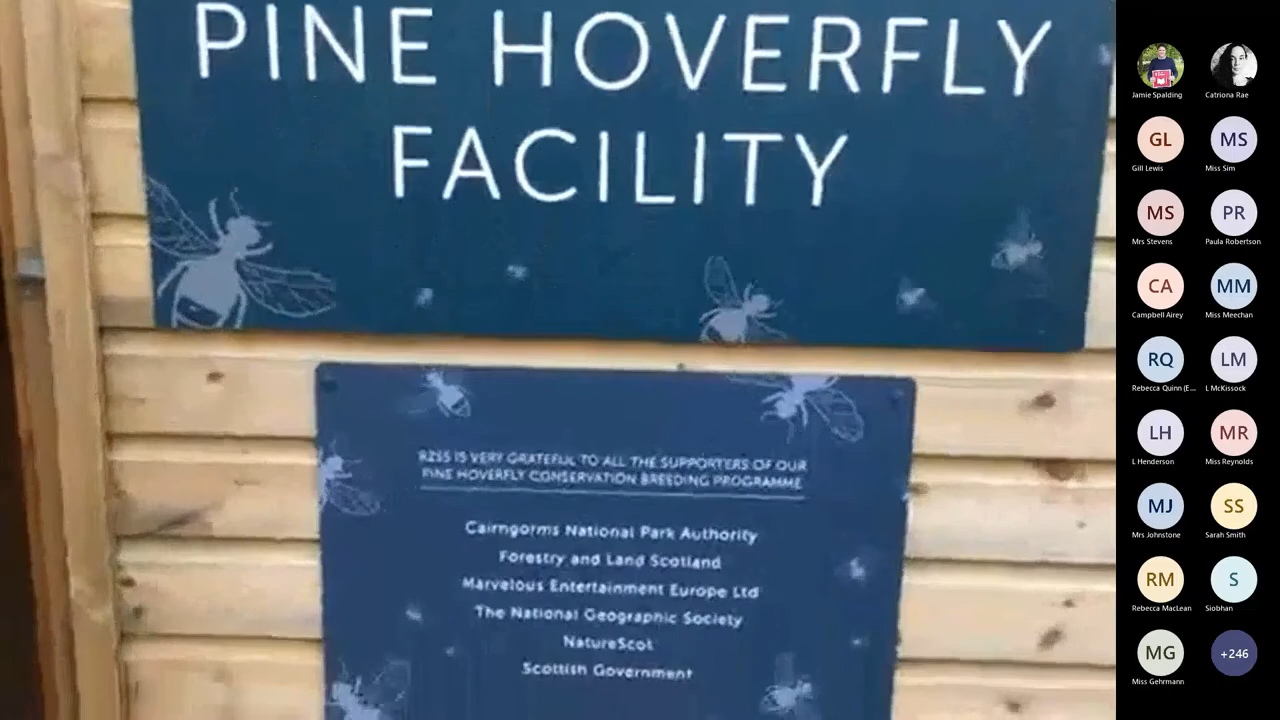 PINE HOVERFLY
FACILITY
RZSS IS VERY GRATEFUL TO ALL THE SUPPORTERS OF OUR
PINE HOVERFLY CONSERVATION BREEDING PROGRAMME
Cairngorms National Park Authority
Forestry and Land Scotland
Marvelous Entertainment Europe Ltd
The National Geographic Society
NatureScot
Scottish Government
Jamie Spalding
Catriona Rae
GL
MS
Gill Lewis
Miss Sim
MS
PR
Mrs Stevens
Paula Robertson
CA
MM
Campbell Airey
Miss Meechan
RQ
LM
Rebecca Quinn (E...
L McKissock
LH
MR
L Henderson
Miss Reynolds
MJ
SS
Mrs Johnstone
Sarah Smith
RM
S
Rebecca MacLean
Siobhan
MG
+246
Miss Gehrmann